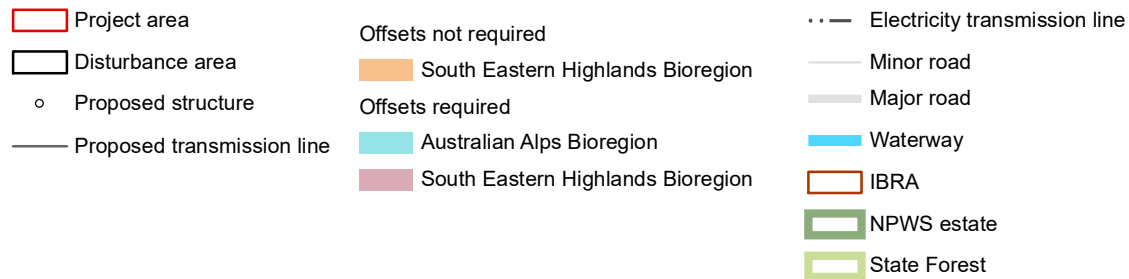 Project area
Disturbance area
Proposed structure
Proposed transmission line
Offsets not required
South Eastern Highlands Bioregion
Offsets required
Australian Alps Bioregion
South Eastern Highlands Bioregion
Electricity transmission line
Minor road
Major road
Waterway
IBRA
NPWS estate
State Forest